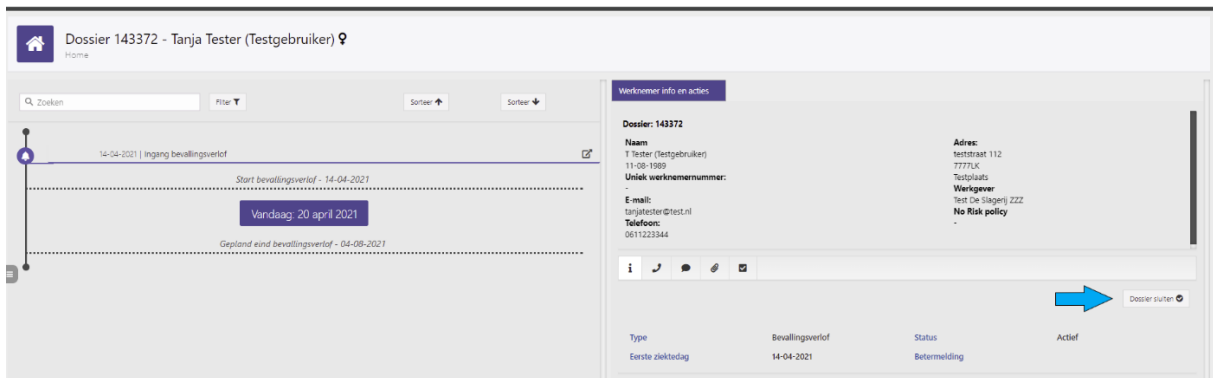 Dossier 143372 - Tanja Tester (Testgebruiker) ♀
Home
Zoeken
Filter
Sorteer
Sorteer
14-04-2021 | Ingang bevallingsverlof
Start bevallingsverlof - 14-04-2021
Vandaag: 20 april 2021
Gepland eind bevallingsverlof - 04-08-2021
Werknemer info en acties
Dossier: 143372
Naam
T Tester (Testgebruiker)
11-08-1989
Uniek werknemernummer:
-
E-mail:
tanjatester@test.nl
Telefoon:
0611223344
Adres:
teststraat 112
7777LK
Testplaats
Werkgever
Test De Slagerij ZZZ
No Risk policy
-
Dossier sluiten
Type Bevallingsverlof Status Actief
Eerste ziektedag 14-04-2021 Betermelding